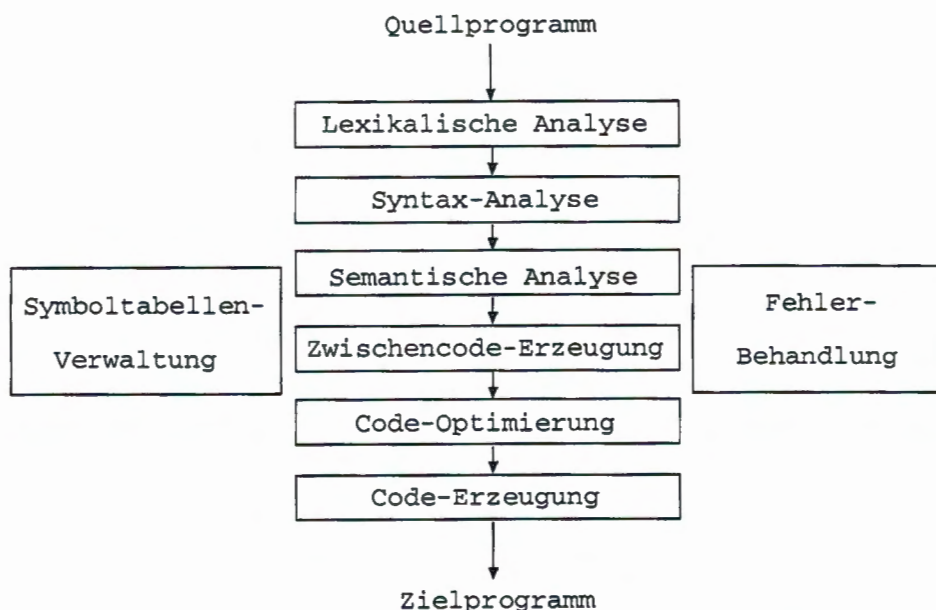 Quellprogramm
Lexikalische Analyse
Syntax-Analyse
Semantische Analyse
Symboltabellen-
Verwaltung
Fehler-
Behandlung
Zwischencode-Erzeugung
Code-Optimierung
Code-Erzeugung
Zielprogramm